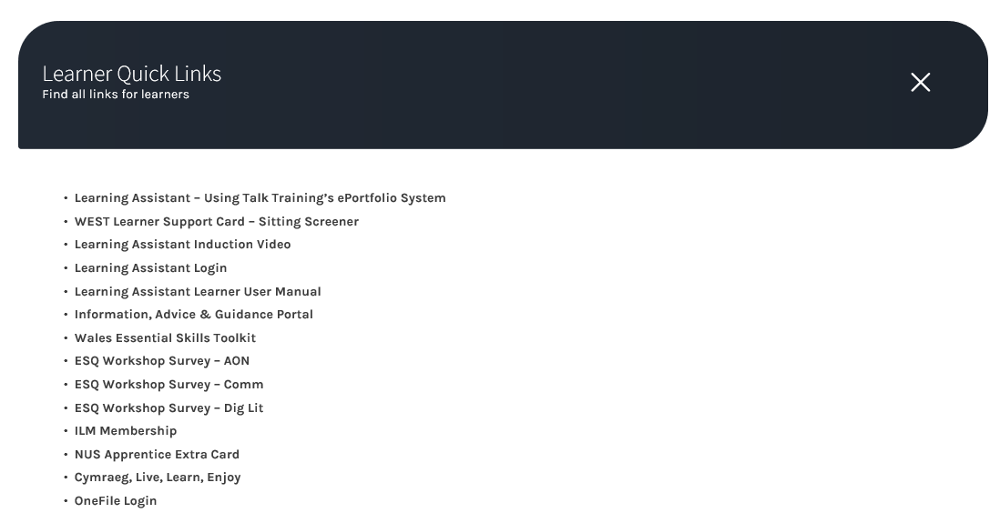 Learner Quick Links
Find all links for learners
• Learning Assistant – Using Talk Training’s ePortfolio System
• WEST Learner Support Card – Sitting Screener
• Learning Assistant Induction Video
• Learning Assistant Login
• Learning Assistant Learner User Manual
• Information, Advice & Guidance Portal
• Wales Essential Skills Toolkit
• ESQ Workshop Survey – AON
• ESQ Workshop Survey – Comm
• ESQ Workshop Survey – Dig Lit
• ILM Membership
• NUS Apprentice Extra Card
• Cymraeg, Live, Learn, Enjoy
• OneFile Login